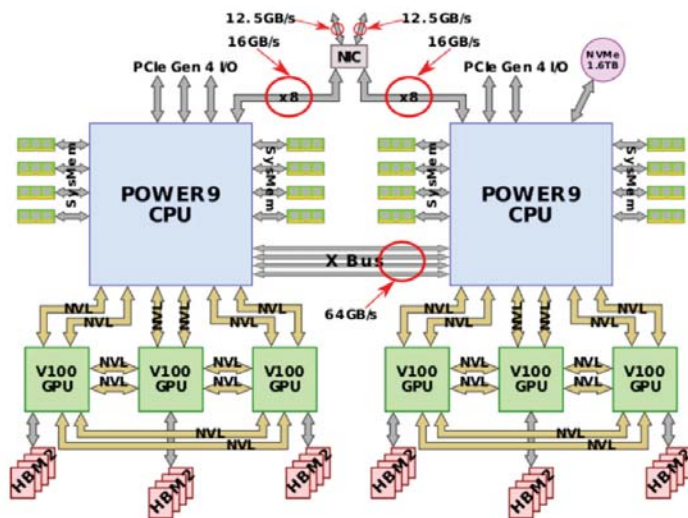 12.5GB/s
12.5GB/s
16GB/s
16GB/s
NIC
NVMe
1.6TB
PCIe Gen 4 I/O
PCIe Gen 4 I/O
x8
x8
SysMem
SysMem
SysMem
SysMem
POWER9
CPU
POWER9
CPU
X Bus
64GB/s
NVL
NVL
NVL
NVL
NVL
NVL
NVL
NVL
NVL
NVL
NVL
NVL
V100
GPU
NVL
NVL
V100
GPU
NVL
NVL
V100
GPU
V100
GPU
NVL
NVL
V100
GPU
NVL
NVL
V100
GPU
NVL
NVL
NVL
NVL
HBM2
HBM2
HBM2
HBM2
HBM2
HBM2